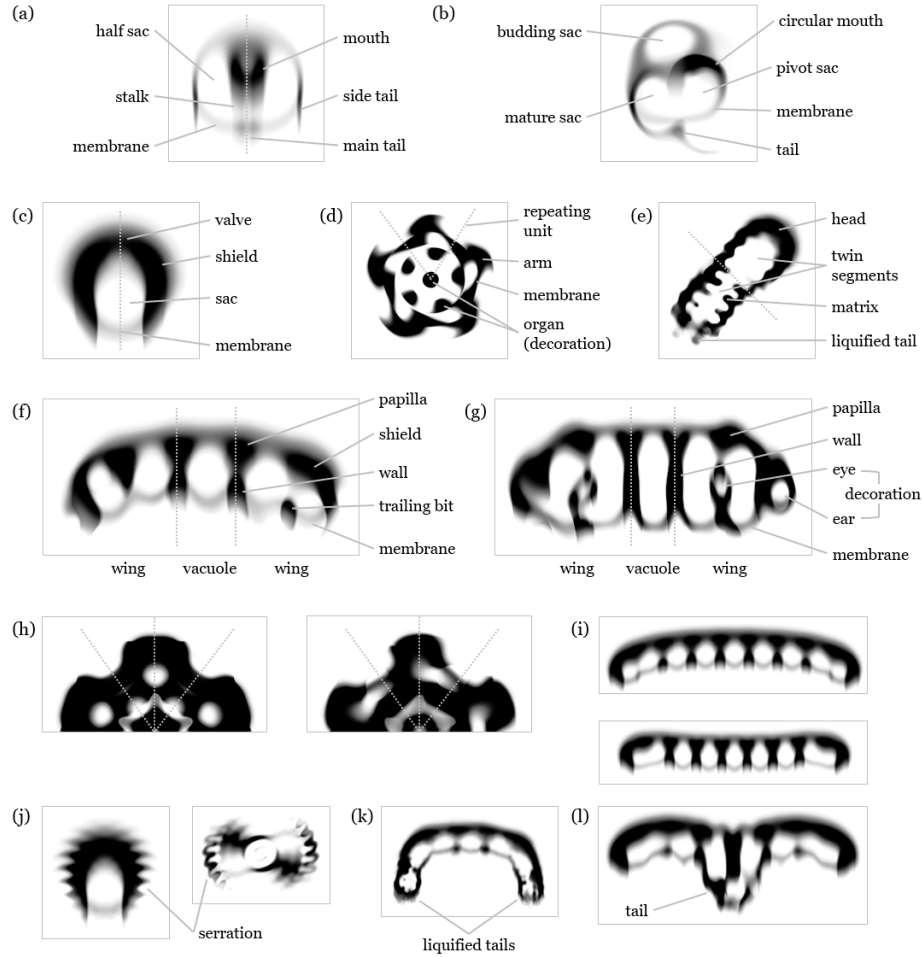 (a)
half sac
mouth
stalk
side tail
membrane
main tail
(b)
budding sac
circular mouth
pivot sac
mature sac
membrane
tail
(c)
valve
shield
sac
membrane
(d)
repeating
unit
arm
membrane
organ
(decoration)
(e)
head
twin
segments
matrix
liquified tail
(f)
papilla
shield
wall
trailing bit
membrane
wing
vacuole
wing
(g)
papilla
wall
eye
decoration
ear
membrane
wing
vacuole
wing
(h)
(i)
(j)
serration
(k)
liquified tails
(l)
tail